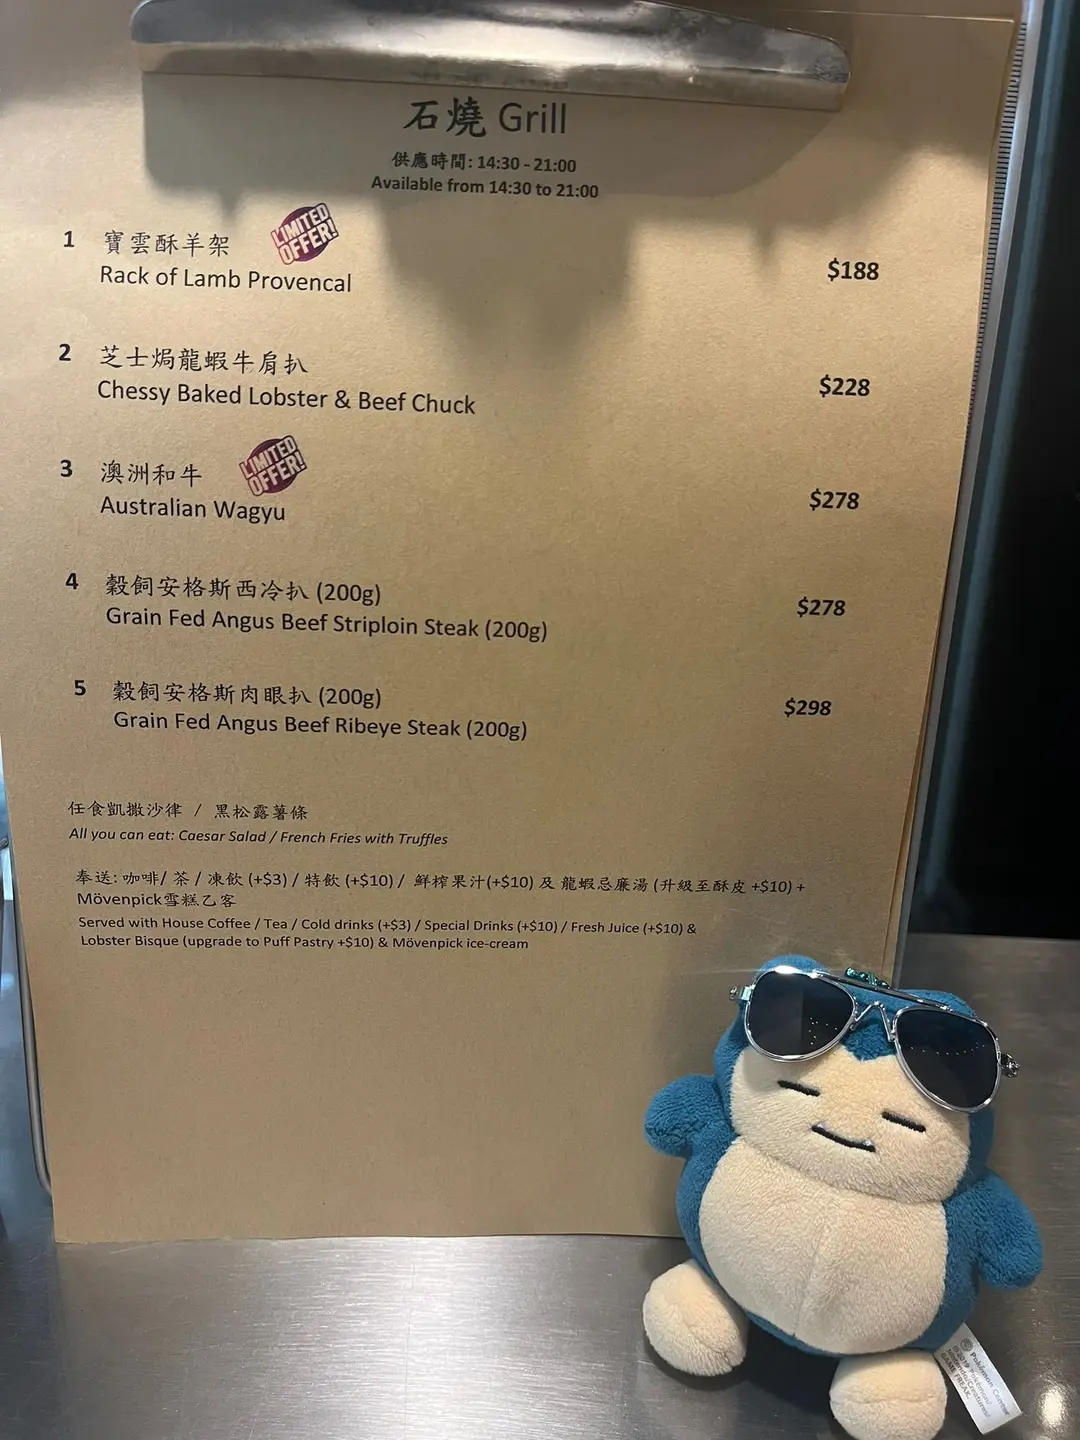 石燒 Grill
供應時間: 14:30 - 21:00
Available from 14:30 to 21:00
1 寶雲酥羊架 LIMITED OFFER!
Rack of Lamb Provencal $188
2 芝士焗龍蝦牛肩扒
Chessy Baked Lobster & Beef Chuck $228
3 澳洲和牛 LIMITED OFFER!
Australian Wagyu $278
4 穀飼安格斯西冷扒 (200g)
Grain Fed Angus Beef Striploin Steak (200g) $278
5 穀飼安格斯肉眼扒 (200g)
Grain Fed Angus Beef Ribeye Steak (200g) $298
任食凱撒沙律 / 黑松露薯條
All you can eat: Caesar Salad / French Fries with Truffles
奉送: 咖啡/ 茶 / 凍飲 (+$3) / 特飲 (+$10) / 鮮榨果汁(+$10) 及 龍蝦忌廉湯 (升級至酥皮 +$10) +
Mövenpick雪糕乙客
Served with House Coffee / Tea / Cold drinks (+$3) / Special Drinks (+$10) / Fresh Juice (+$10) &
Lobster Bisque (upgrade to Puff Pastry +$10) & Mövenpick ice-cream
Pokémon Center
©2019 Pokémon/
Nintendo/Creatures/
GAME FREAK.